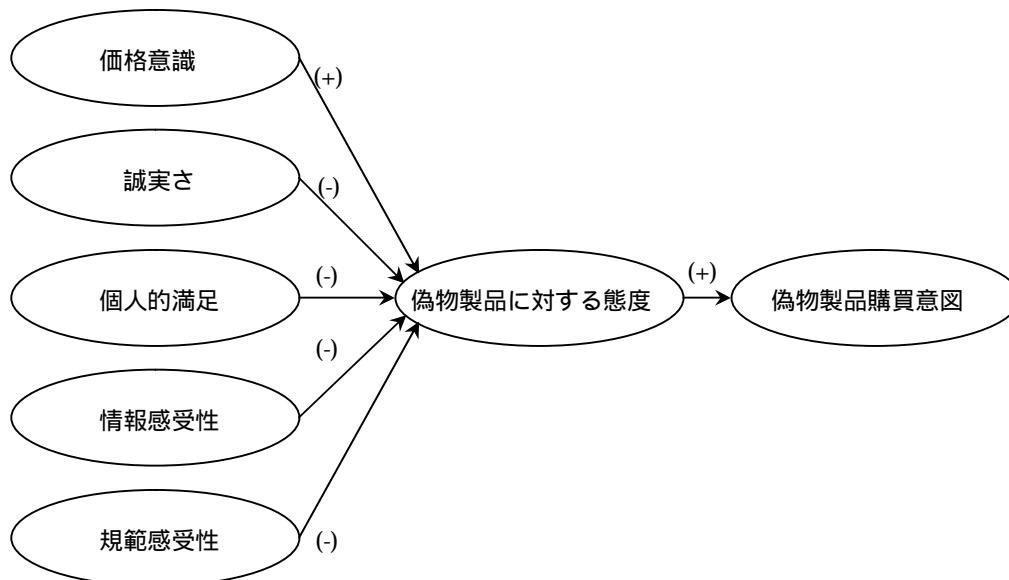 価格意識
(+)
誠実さ
(-)
個人的満足
(-)
偽物製品に対する態度
(+)
偽物製品購買意図
(-)
情報感受性
規範感受性
(-)